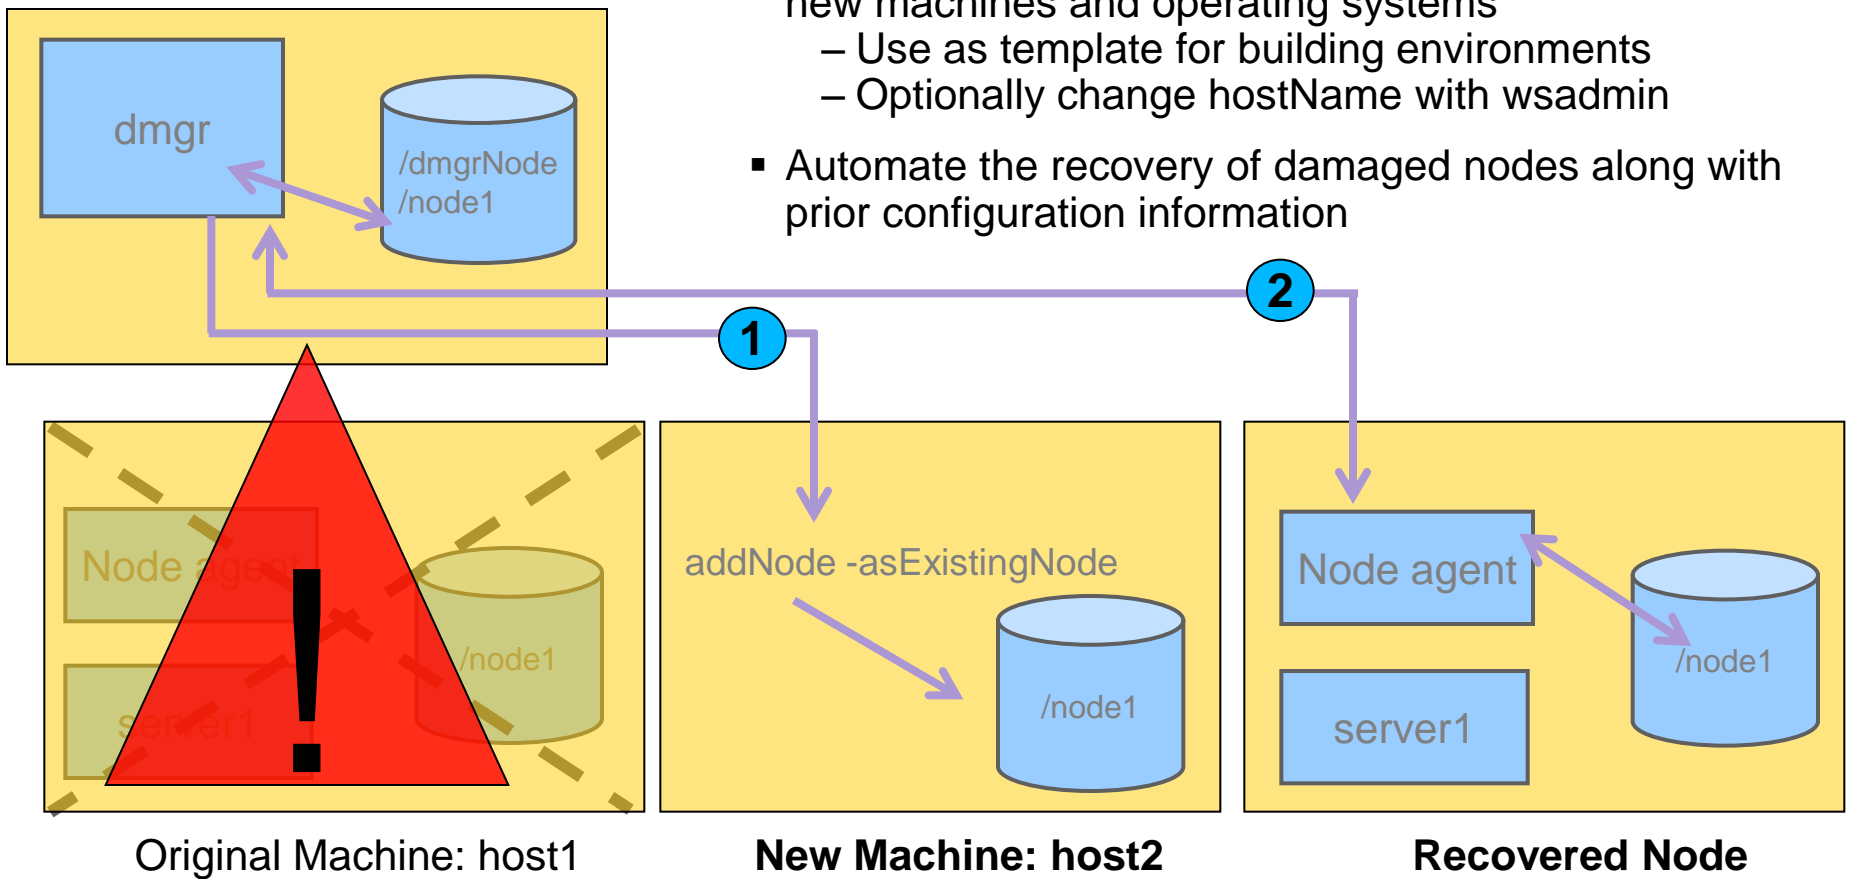 new machines and operating systems
– Use as template for building environments
– Optionally change hostName with wsadmin
▪ Automate the recovery of damaged nodes along with
prior configuration information
dmgr
/dmgrNode
/node1
2
1
Node agent
/node1
server1
!
addNode -asExistingNode
/node1
Node agent
/node1
server1
Original Machine: host1
New Machine: host2
Recovered Node